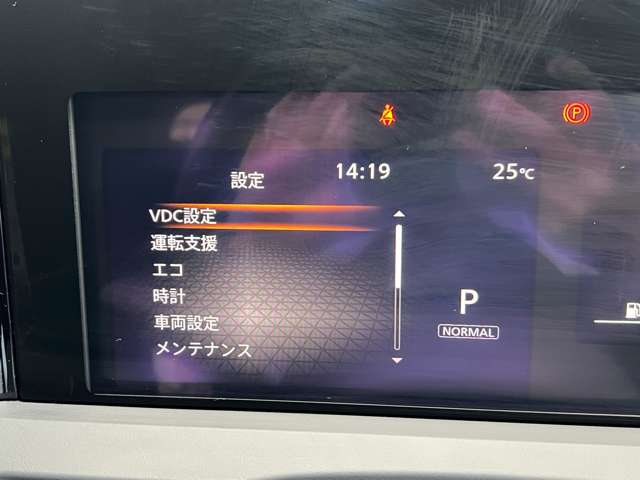 P
設定 14:19 25℃
VDC設定
運転支援
エコ
時計
車両設定
メンテナンス
P
NORMAL